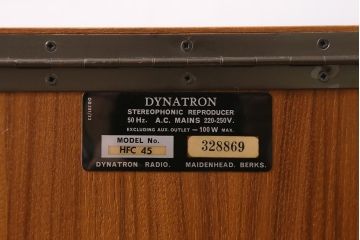 DYNATRON
STEREOPHONIC REPRODUCER
50 Hz. A.C. MAINS 220-250V.
EXCLUDING AUX. OUTLET — 100W MAX.
MODEL No.
HFC 45
328869
DYNATRON RADIO. MAIDENHEAD. BERKS.